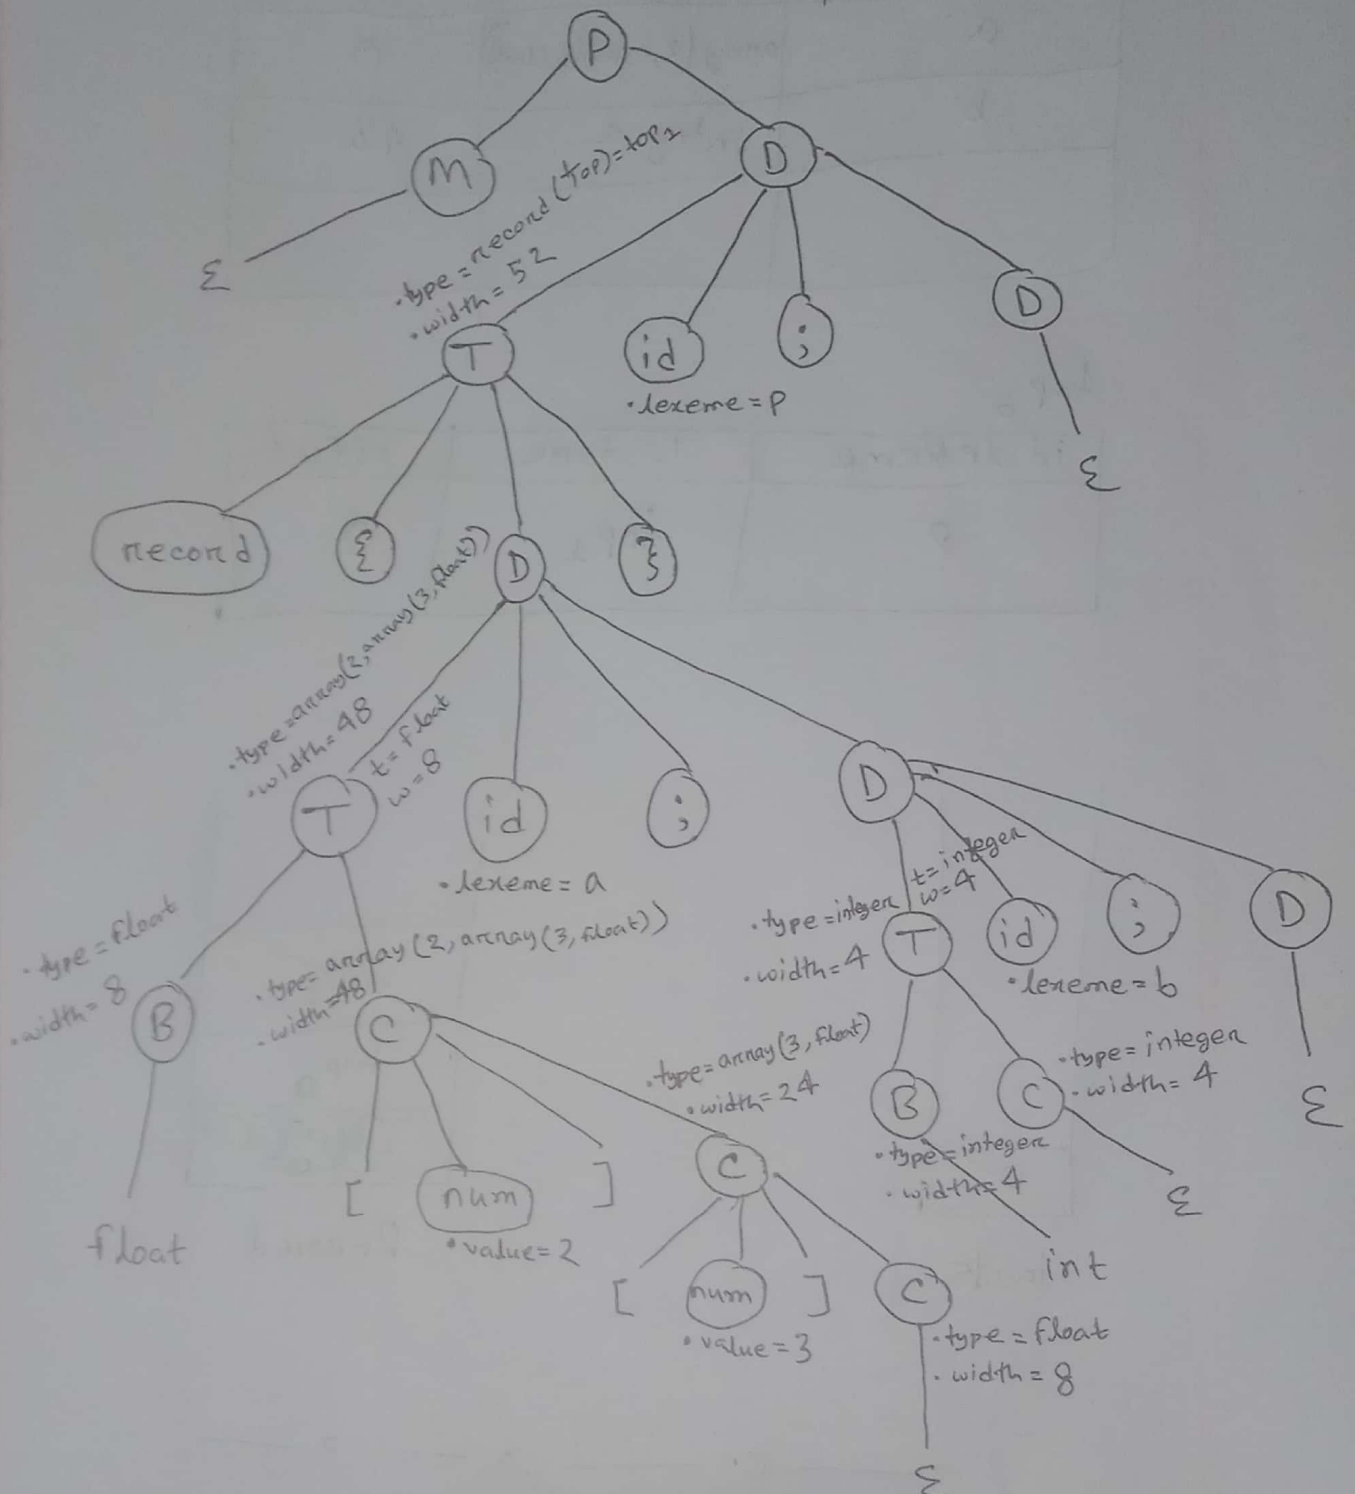 P
M
D
ε
.type=record(top)=top1
.width=52
T
id
;
D
.lexeme=p
ε
record
{
D
}
.type=array(2,array(3,float))
.width=48
t=float
w=8
T
id
;
D
.lexeme=a
t=integer
w=4
.type=float
.width=8
B
.type=array(2,array(3,float))
.width=48
C
.type=integer
.width=4
T
id
;
D
.lexeme=b
ε
.type=array(3,float)
.width=24
B
C
.type=integer
.width=4
.type=integer
.width=4
ε
int
float
[
num
]
.value=2
C
[
num
]
.value=3
C
.type=float
.width=8
ε